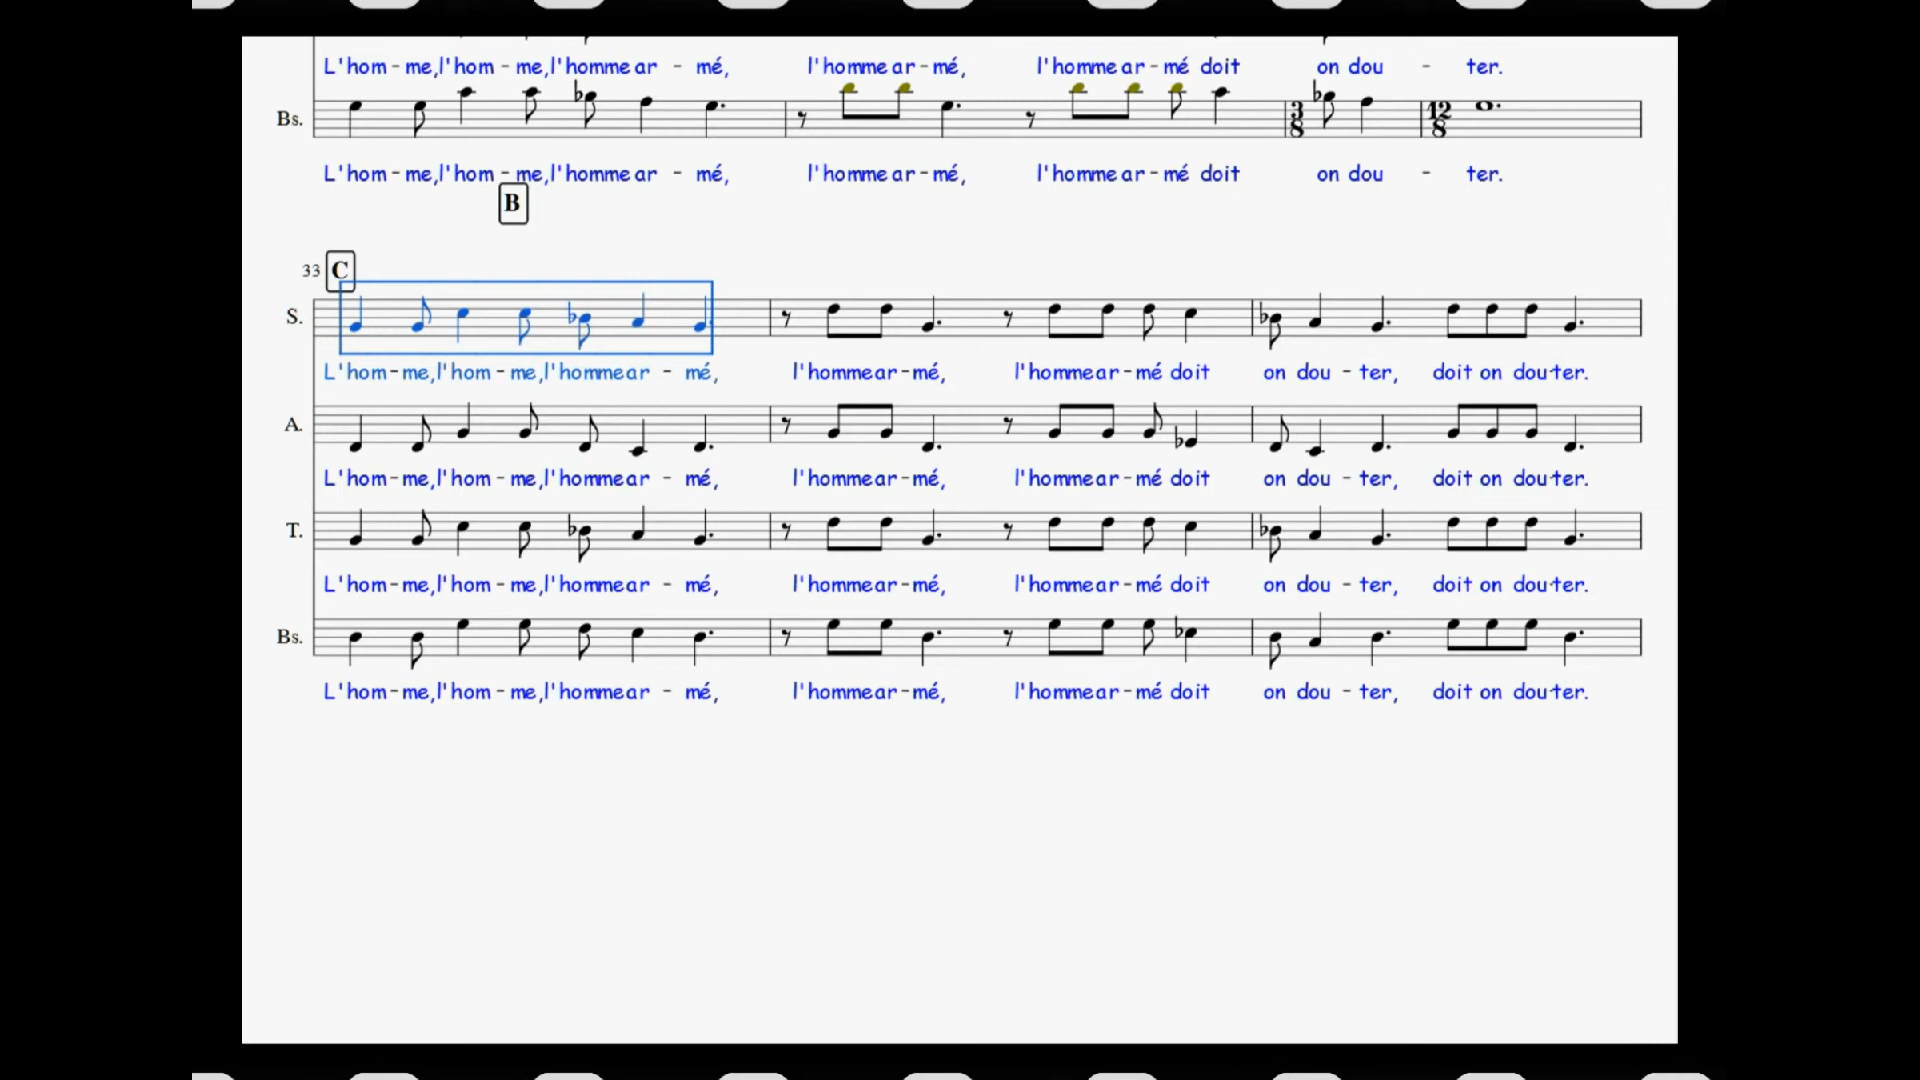 L'hom - me, l'hom - me, l'homme ar - mé, l'homme ar - mé, l'homme ar - mé doit on dou - ter.
Bs. 3 8 12 8
L'hom - me, l'hom - me, l'homme ar - mé, l'homme ar - mé, l'homme ar - mé doit on dou - ter.
B
33 C
S.
L'hom - me, l'hom - me, l'homme ar - mé, l'homme ar - mé, l'homme ar - mé doit on dou - ter, doit on dou-ter.
A.
L'hom - me, l'hom - me, l'homme ar - mé, l'homme ar - mé, l'homme ar - mé doit on dou - ter, doit on dou-ter.
T.
L'hom - me, l'hom - me, l'homme ar - mé, l'homme ar - mé, l'homme ar - mé doit on dou - ter, doit on dou-ter.
Bs.
L'hom - me, l'hom - me, l'homme ar - mé, l'homme ar - mé, l'homme ar - mé doit on dou - ter, doit on dou-ter.